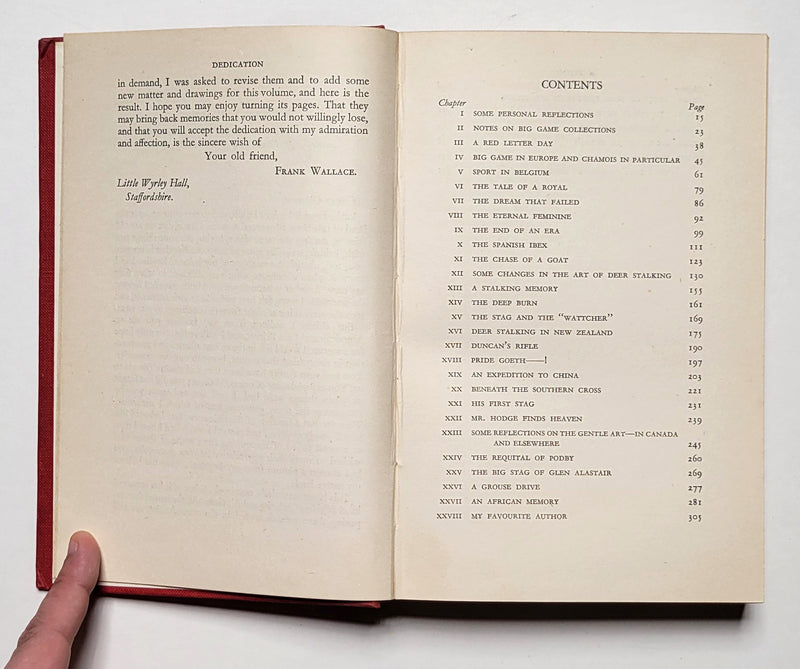 DEDICATION
in demand, I was asked to revise them and to add some
new matter and drawings for this volume, and here is the
result. I hope you may enjoy turning its pages. That they
may bring back memories that you would not willingly lose,
and that you will accept the dedication with my admiration
and affection, is the sincere wish of
Your old friend,
FRANK WALLACE.
Little Wyrley Hall,
Staffordshire.
CONTENTS
Chapter Page
I SOME PERSONAL REFLECTIONS 15
II NOTES ON BIG GAME COLLECTIONS 23
III A RED LETTER DAY 38
IV BIG GAME IN EUROPE AND CHAMOIS IN PARTICULAR 45
V SPORT IN BELGIUM 61
VI THE TALE OF A ROYAL 79
VII THE DREAM THAT FAILED 86
VIII THE ETERNAL FEMININE 92
IX THE END OF AN ERA 99
X THE SPANISH IBEX 111
XI THE CHASE OF A GOAT 123
XII SOME CHANGES IN THE ART OF DEER STALKING 130
XIII A STALKING MEMORY 155
XIV THE DEEP BURN 161
XV THE STAG AND THE "WATTCHER" 169
XVI DEER STALKING IN NEW ZEALAND 175
XVII DUNCAN'S RIFLE 190
XVIII PRIDE GOETH——! 197
XIX AN EXPEDITION TO CHINA 203
XX BENEATH THE SOUTHERN CROSS 221
XXI HIS FIRST STAG 231
XXII MR. HODGE FINDS HEAVEN 239
XXIII SOME REFLECTIONS ON THE GENTLE ART—IN CANADA
AND ELSEWHERE 245
XXIV THE REQUITAL OF PODBY 260
XXV THE BIG STAG OF GLEN ALASTAIR 269
XXVI A GROUSE DRIVE 277
XXVII AN AFRICAN MEMORY 281
XXVIII MY FAVOURITE AUTHOR 305